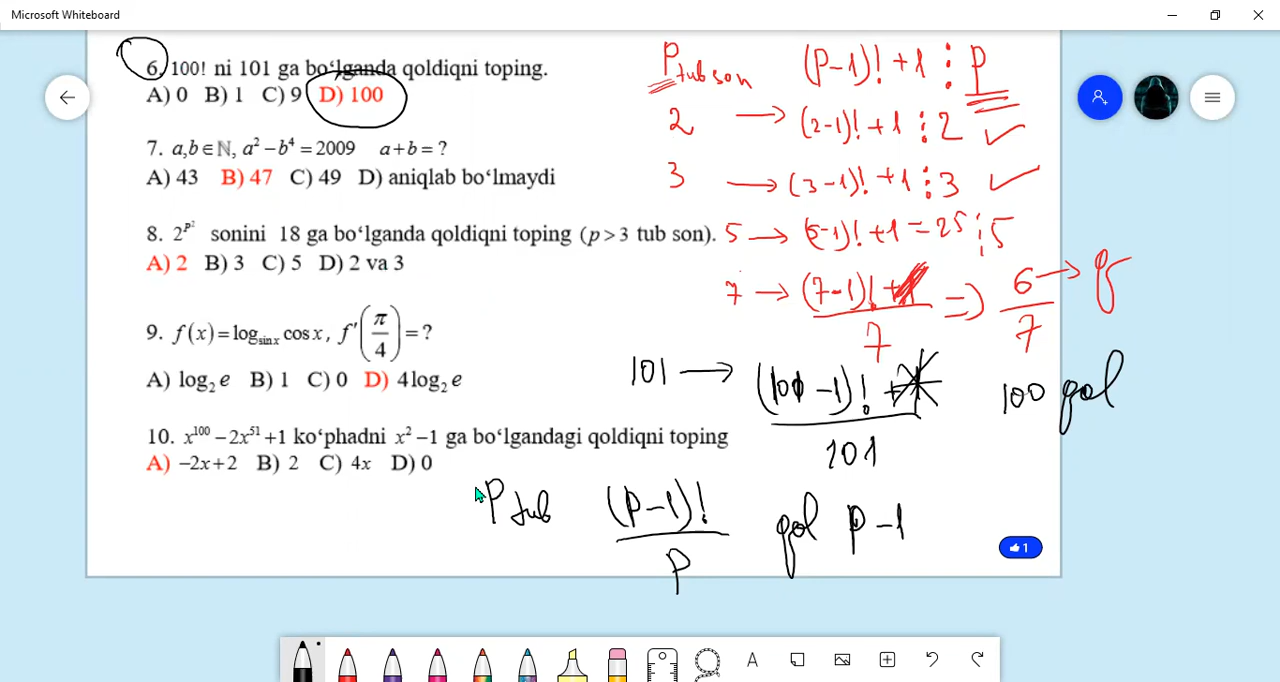 Microsoft Whiteboard
6. 100! ni 101 ga bo‘lganda qoldiqni toping.
A) 0 B) 1 C) 9 D) 100
7. a,b∈ℕ, a² − b⁴ = 2009 a+b = ?
A) 43 B) 47 C) 49 D) aniqlab bo‘lmaydi
8. 2^{p²} sonini 18 ga bo‘lganda qoldiqni toping (p > 3 tub son).
A) 2 B) 3 C) 5 D) 2 va 3
9. f(x) = log_{sin x} cos x, f′(π/4) = ?
A) log₂ e B) 1 C) 0 D) 4log₂ e
10. x¹⁰⁰ − 2x⁵¹ + 1 ko‘phadni x² − 1 ga bo‘lgandagi qoldiqni toping
A) −2x+2 B) 2 C) 4x D) 0
P tub son (P-1)! + 1 ⋮ P
2 → (2-1)! + 1 ⋮ 2 ✓
3 → (3-1)! + 1 ⋮ 3 ✓
5 → (5-1)! + 1 = 25 ⋮ 5
7 → (7-1)! / 7 => 6/7 →
101 → (101-1)! / 101 100 qol
P tub (P-1)! / P qol p-1
1
A